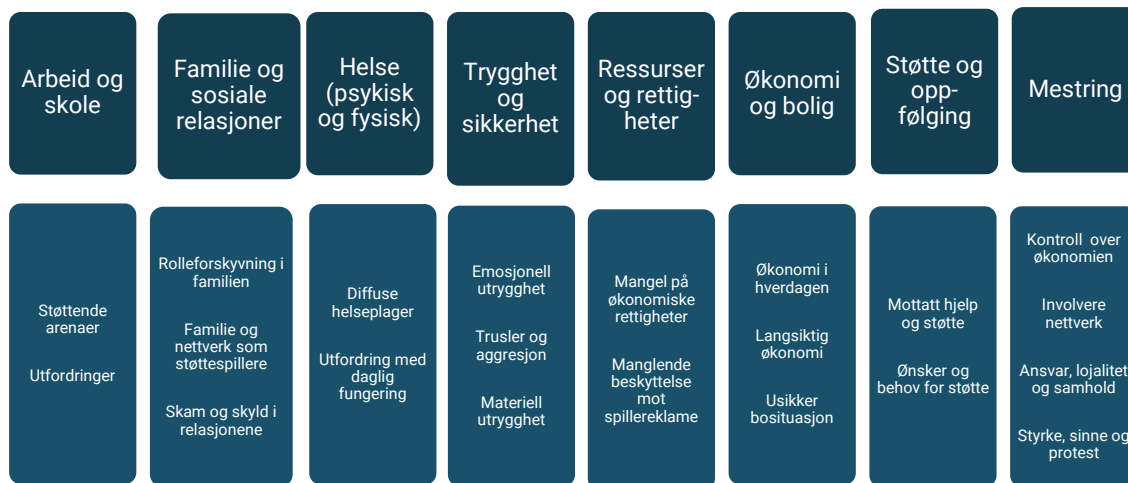 Arbeid og
skole
Familie og
sosiale
relasjoner
Helse
(psykisk
og fysisk)
Trygghet
og
sikkerhet
Ressurser
og rettig-
heter
Økonomi
og bolig
Støtte og
opp-
følging
Mestring
Støttende
arenaer
Utfordringer
Rolleforskyvning i
familien
Familie og
nettverk som
støttespillere
Skam og skyld i
relasjonene
Diffuse
helseplager
Utfordring med
daglig
fungering
Emosjonell
utrygghet
Trusler og
aggresjon
Materiell
utrygghet
Mangel på
økonomiske
rettigheter
Manglende
beskyttelse
mot
spillereklame
Økonomi i
hverdagen
Langsiktig
økonomi
Usikker
bosituasjon
Mottatt hjelp
og støtte
Ønsker og
behov for støtte
Kontroll over
økonomien
Involvere
nettverk
Ansvar, lojalitet
og samhold
Styrke, sinne og
protest